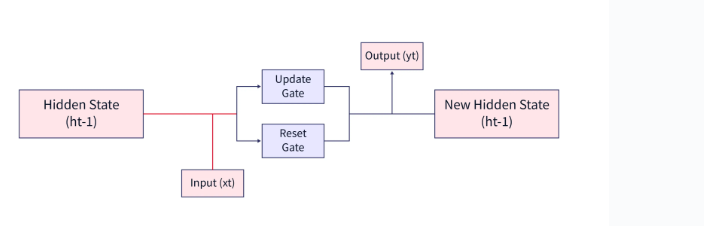 Output (yt)
Update
Gate
Hidden State
(ht-1)
New Hidden State
(ht-1)
Reset
Gate
Input (xt)